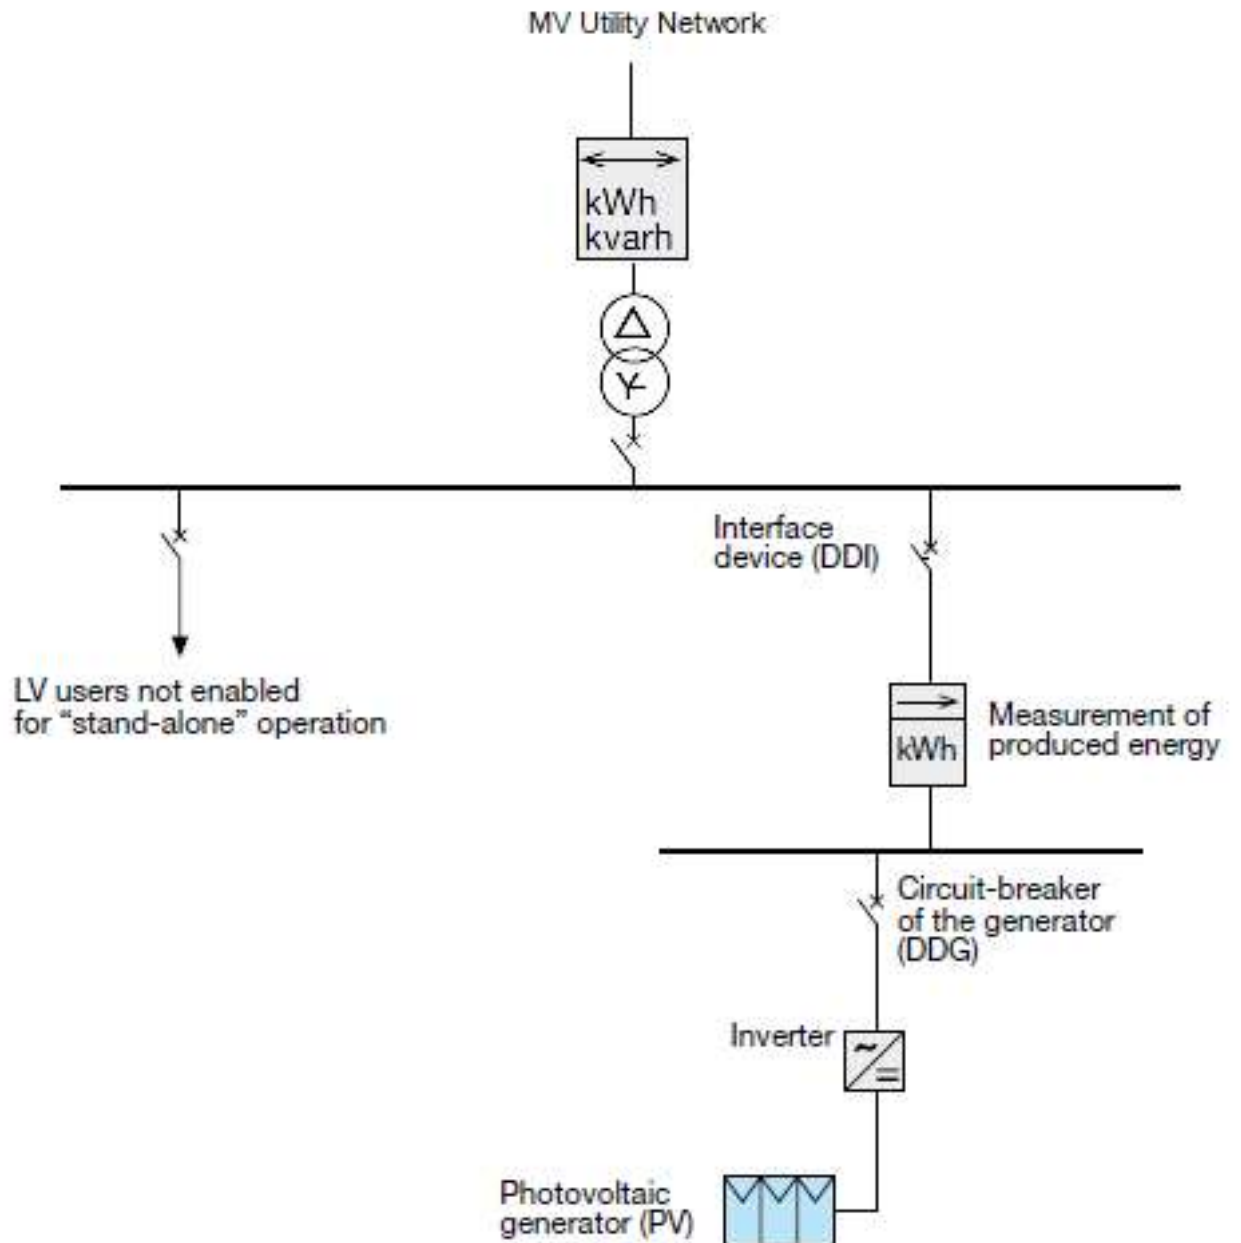 MV Utility Network
kWh
kvarh
Interface
device (DDI)
LV users not enabled
for “stand-alone” operation
kWh
Measurement of
produced energy
Circuit-breaker
of the generator
(DDG)
Inverter
Photovoltaic
generator (PV)